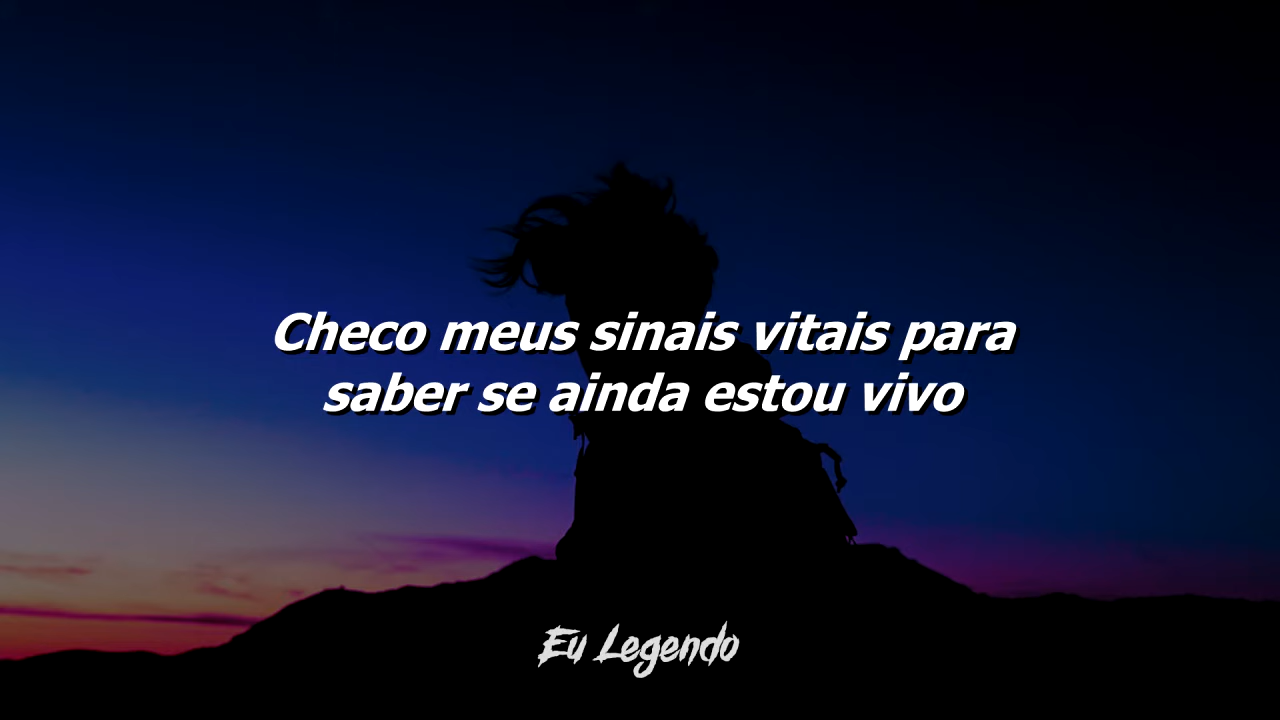 Checo meus sinais vitais para
saber se ainda estou vivo
Eu Legendo